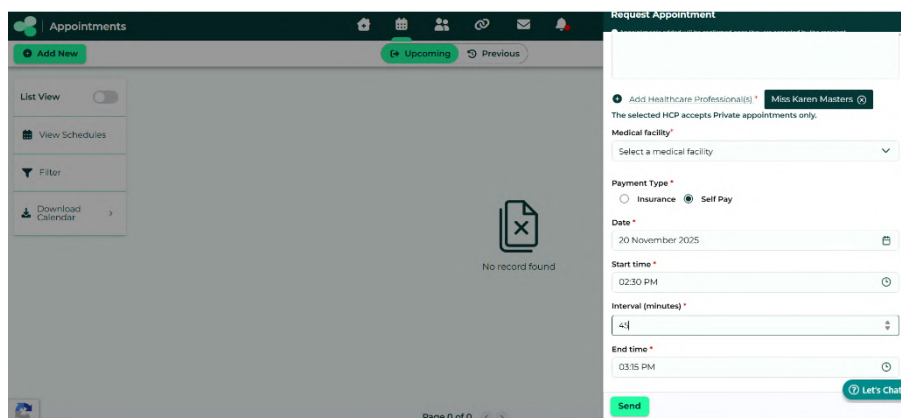 Appointments
Add New
Upcoming
Previous
List View
View Schedules
Filter
Download
Calendar
No record found
Page 0 of 0
Request Appointment
Add Healthcare Professional(s) * Miss Karen Masters
The selected HCP accepts Private appointments only.
Medical facility*
Select a medical facility
Payment Type *
Insurance Self Pay
Date *
20 November 2025
Start time *
02:30 PM
Interval (minutes) *
45
End time *
03:15 PM
Let's Chat
Send